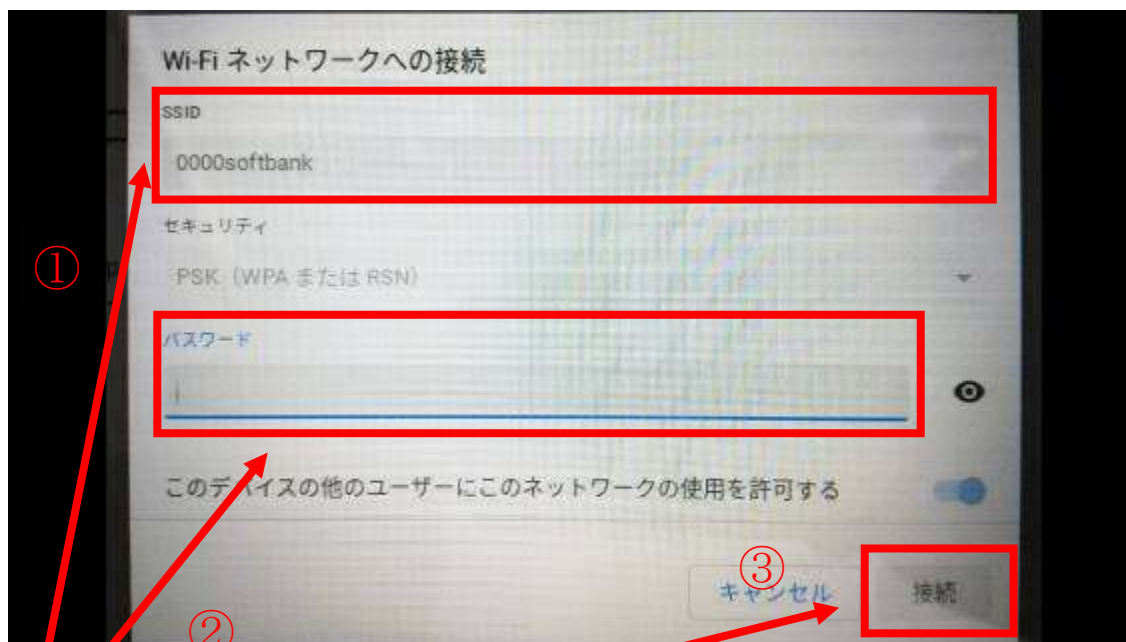 Wi-Fi ネットワークへの接続
SSID
0000softbank
①
セキュリティ
PSK（WPA または RSN）
パスワード
このデバイスの他のユーザーにこのネットワークの使用を許可する
③
キャンセル
接続
②